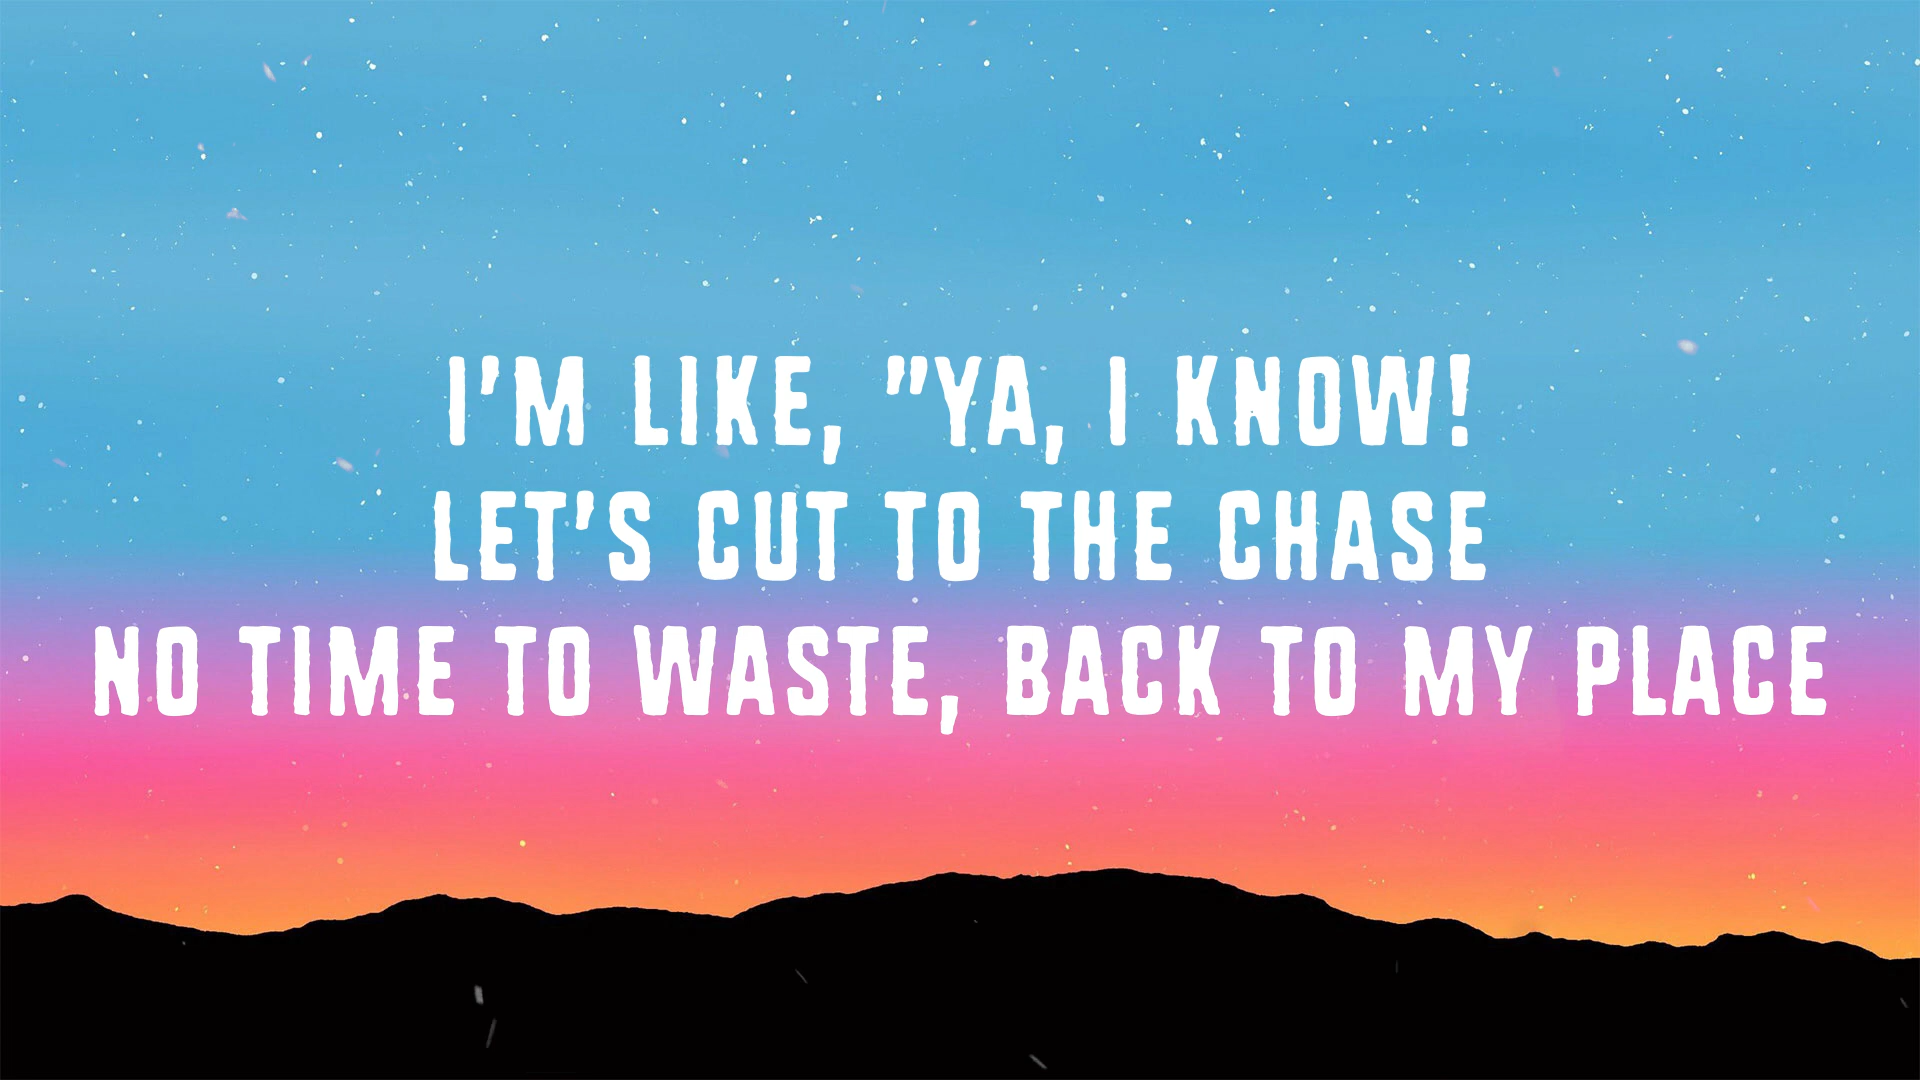 I'M LIKE, "YA, I KNOW!
LET'S CUT TO THE CHASE
NO TIME TO WASTE, BACK TO MY PLACE